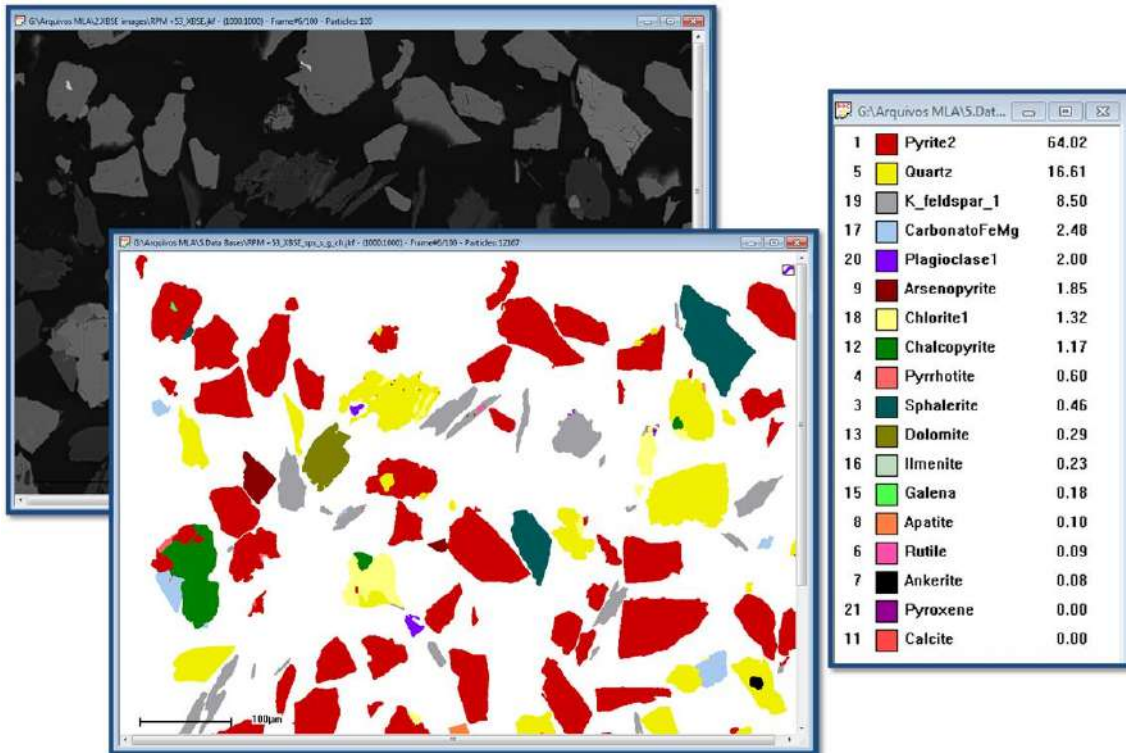 G:\Arquivos MLA\2.XBSE images\RPM +53_XBSE.jkf - (1000:1000) - Frame#6/100 - Particles:100
G:\Arquivos MLA\5.Data Bases\RPM +53_XBSE_spx_s_g_cli.jkf - (1000:1000) - Frame#6/100 - Particles:12167
100µm
G:\Arquivos MLA\5.Dat...
1 Pyrite2 64.02
5 Quartz 16.61
19 K_feldspar_1 8.50
17 CarbonatoFeMg 2.48
20 Plagioclase1 2.00
9 Arsenopyrite 1.85
18 Chlorite1 1.32
12 Chalcopyrite 1.17
4 Pyrrhotite 0.60
3 Sphalerite 0.46
13 Dolomite 0.29
16 Ilmenite 0.23
15 Galena 0.18
8 Apatite 0.10
6 Rutile 0.09
7 Ankerite 0.08
21 Pyroxene 0.00
11 Calcite 0.00